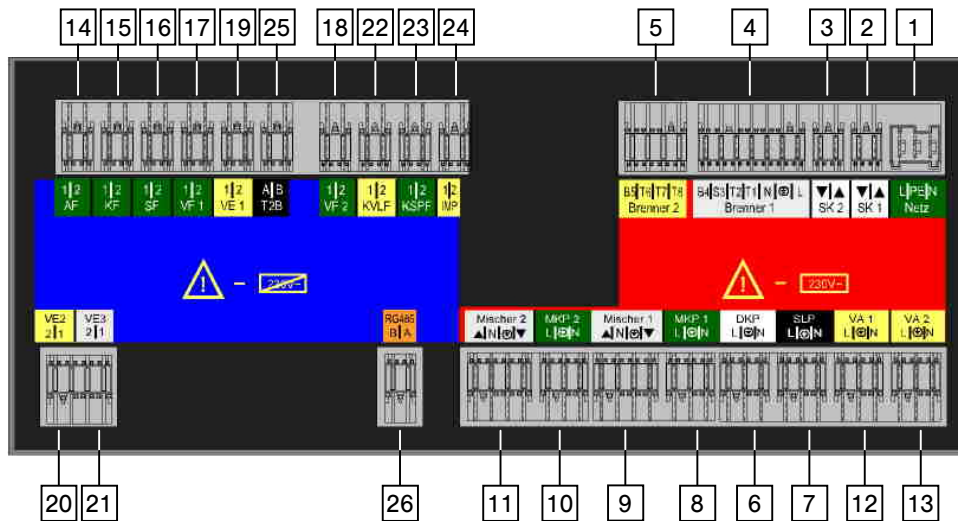 14 15 16 17 19 25 18 22 23 24 5 4 3 2 1
1 2 1 2 1 2 1 2 1 2 A B 1 2 1 2 1 2 1 2 B5 T6 T7 T8 B4 S3 T2 T1 N L ▼ ▲ ▼ ▲ L PE N
AF KF SF VF 1 VE 1 T2B VF 2 KVLF KSPF IMP Brenner 2 Brenner 1 SK 2 SK 1 Netz
! - 230V~ ! - 230V~
VE2 VE3 RG485 Mischer 2 MKP 2 Mischer 1 MKP 1 DKP SLP VA 1 VA 2
2 1 2 1 B A ▲ N ▼ L N ▲ N ▼ L N L N L N L N L N
20 21 26 11 10 9 8 6 7 12 13